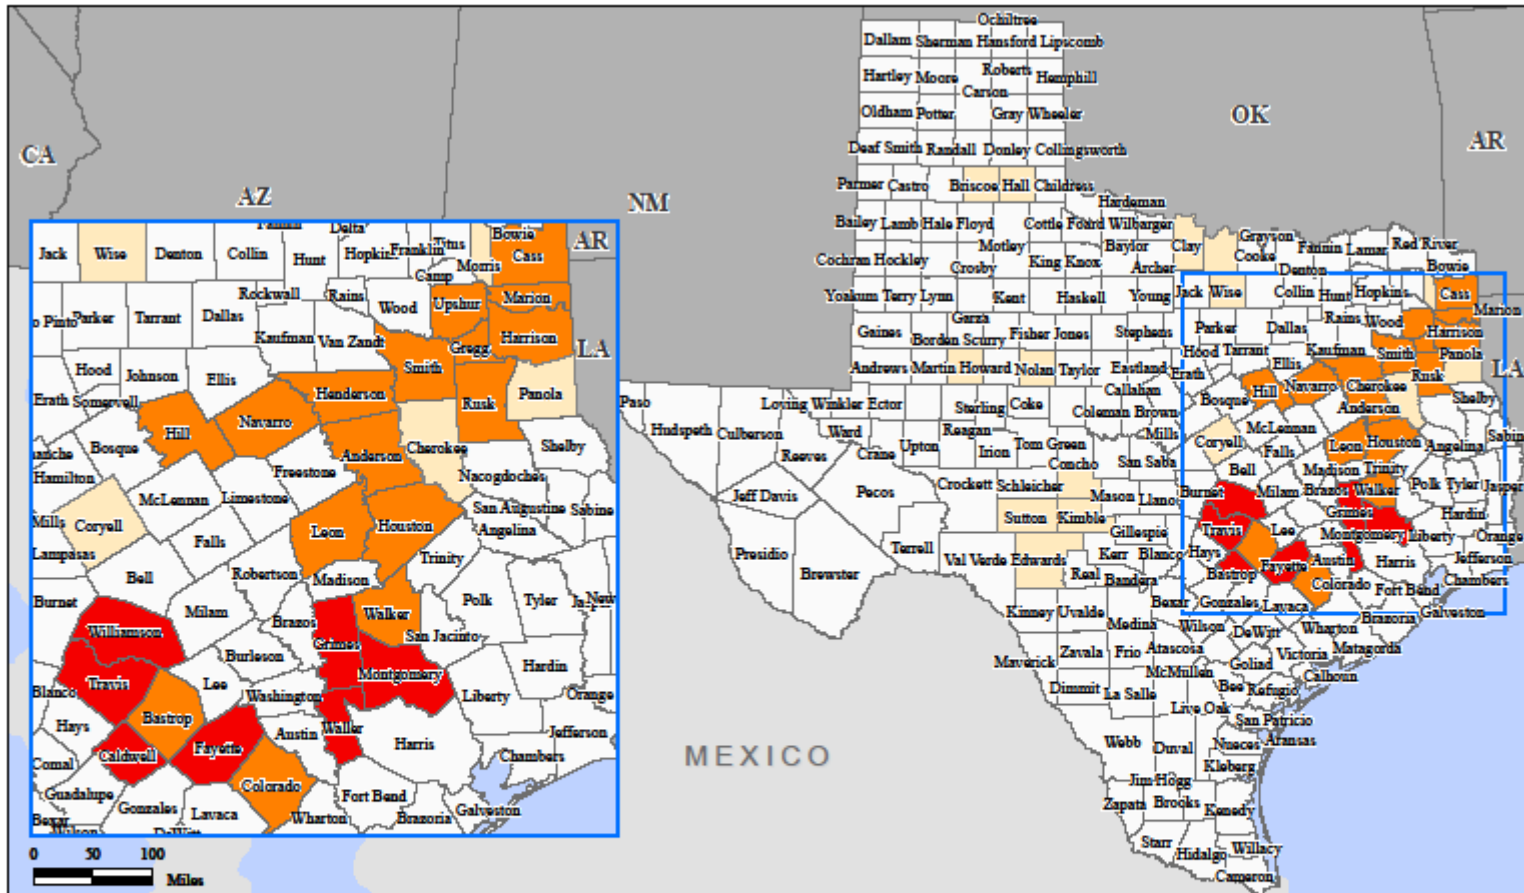 CA
AZ
NM
OK
AR
LA
MEXICO
AR
LA
Jack
Wise
Denton
Collin
Hunt
Delta
Franklin
Titus
Bowie
Cass
Morris
Camp
Rockwall
Rains
Wood
Upshur
Marion
Parker
Tarrant
Dallas
Kaufman
Van Zandt
Gregg
Harrison
Smith
Hood
Johnson
Ellis
Henderson
Rusk
Panola
Erath
Somervell
Hill
Navarro
Bosque
Anderson
Cherokee
Shelby
Hamilton
Freestone
Nacogdoches
McLennan
Limestone
San Augustine
Sabine
Mills
Coryell
Leon
Houston
Angelina
Lampasas
Falls
Trinity
Bell
Robertson
Madison
Burnet
Milam
Brazos
Walker
Polk
Tyler
Williamson
Grimes
San Jacinto
Burleson
Montgomery
Hardin
Travis
Lee
Washington
Liberty
Orange
Blanco
Bastrop
Hays
Austin
Waller
Harris
Jefferson
Caldwell
Fayette
Chambers
Comal
Colorado
Guadalupe
Gonzales
Lavaca
Fort Bend
Wharton
Brazoria
Galveston
Bexar
Wilson
DeWitt
0 50 100
Miles
Ochiltree
Dallam Sherman Hansford Lipscomb
Hartley Moore Roberts Hemphill
Carson
Oldham Potter Gray Wheeler
Deaf Smith Randall Donley Collingsworth
Parmer Castro Briscoe Hall Childress
Hardeman
Bailey Lamb Hale Floyd Cottle Foard Wilbarger
Motley Baylor Clay
Grayson Fannin Lamar Red River
Cooke
Cochran Hockley Crosby King Knox Archer Denton Bowie
Yoakum Terry Lynn Kent Haskell Young Jack Wise Collin Hunt Hopkins Cass
Marion
Garza
Gaines Borden Scurry Fisher Jones Stephens Parker Dallas Rains Wood Harrison
Andrews Martin Howard Nolan Taylor Eastland Hood Tarrant Kaufman Smith Panola
Erath Ellis
Callahan Navarro Cherokee Rusk
Paso Loving Winkler Ector Sterling Coke Coleman Brown Bosque Hill Anderson Shelby
Hudspeth Culberson Ward Reagan Mills McLennan
Reeves Crane Upton Irion Tom Green Coryell Leon Houston Angelina Sabin
Concho San Saba Bell Falls Madison Trinity
Jeff Davis Pecos Crockett Schleicher Mason Llano Burnet Milam Brazos Walker Polk Tyler Jasper
Sutton Kimble Gillespie Travis Lee Grimes Hardin
Montgomery Liberty Orange
Presidio Brewster Terrell Val Verde Edwards Kerr Blanco Hays Fayette Austin Harris Jefferson
Real Bandera Bastrop Colorado Chambers
Kinney Uvalde Bexar Gonzales Lavaca Fort Bend Galveston
Medina Wilson DeWitt Wharton Brazoria
Maverick Zavala Frio Atascosa Victoria Matagorda
McMullen Goliad
Dimmit La Salle Bee Refugio Calhoun
Live Oak San Patricio
Webb Duval Nueces Aransas
Kleberg
Jim Hogg
Zapata Brooks Kenedy
Starr Hidalgo Willacy
Cameron